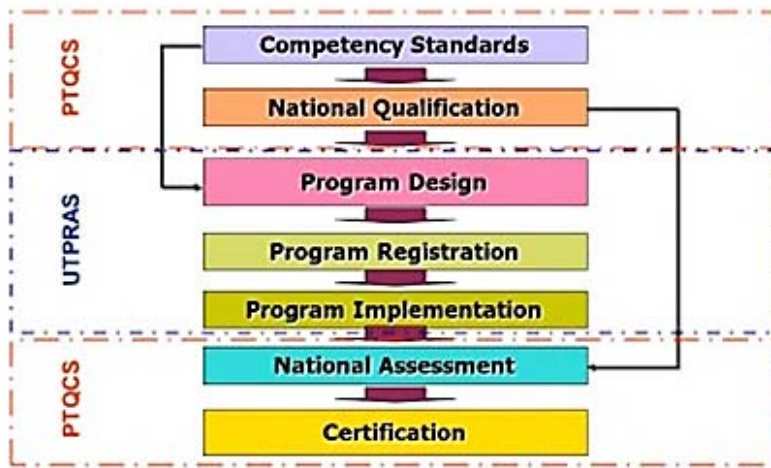 PTQCS
Competency Standards
National Qualification
UTPRAS
Program Design
Program Registration
Program Implementation
PTQCS
National Assessment
Certification